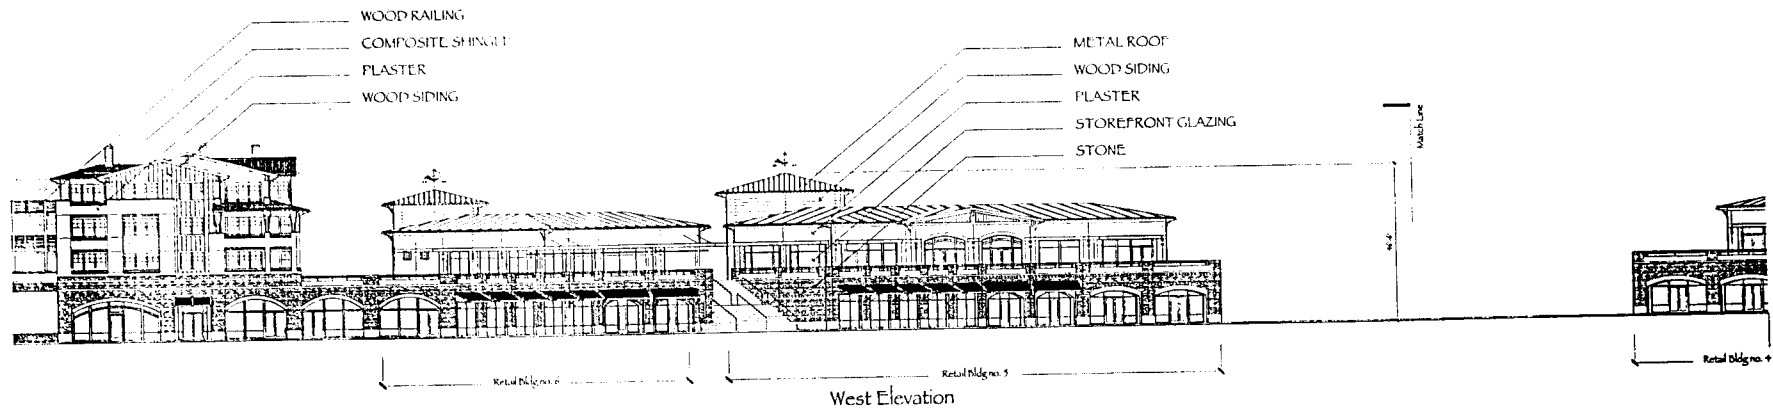 WOOD RAILING
COMPOSITE SHINGLE
PLASTER
WOOD SIDING
METAL ROOF
WOOD SIDING
PLASTER
STOREFRONT GLAZING
STONE
Match Line
Retail Bldg no. 6
Retail Bldg no. 5
Retail Bldg no. 4
West Elevation